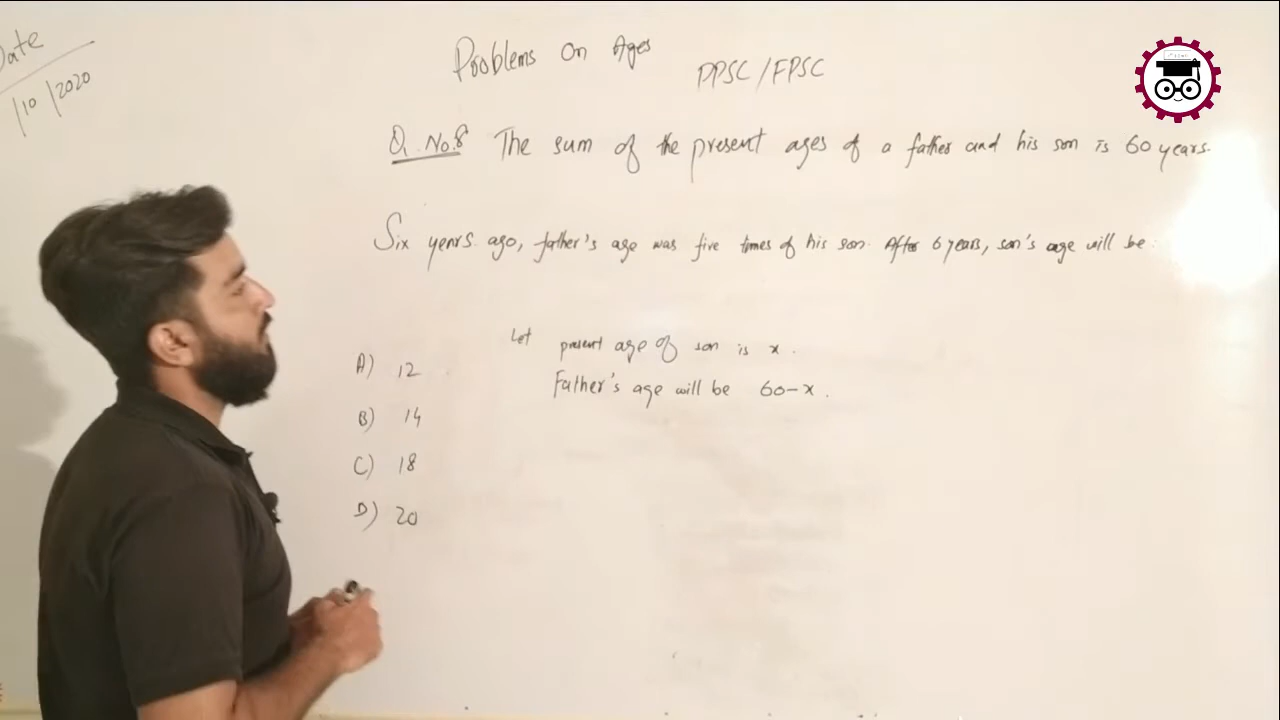 Date
/10/2020
Problems On Ages
PPSC/FPSC
Q.No.8 The sum of the present ages of a father and his son is 60 years.
Six years ago, father's age was five times of his son. After 6 years, son's age will be.
Let present age of son is x.
Father's age will be 60-x.
A) 12
B) 14
C) 18
D) 20